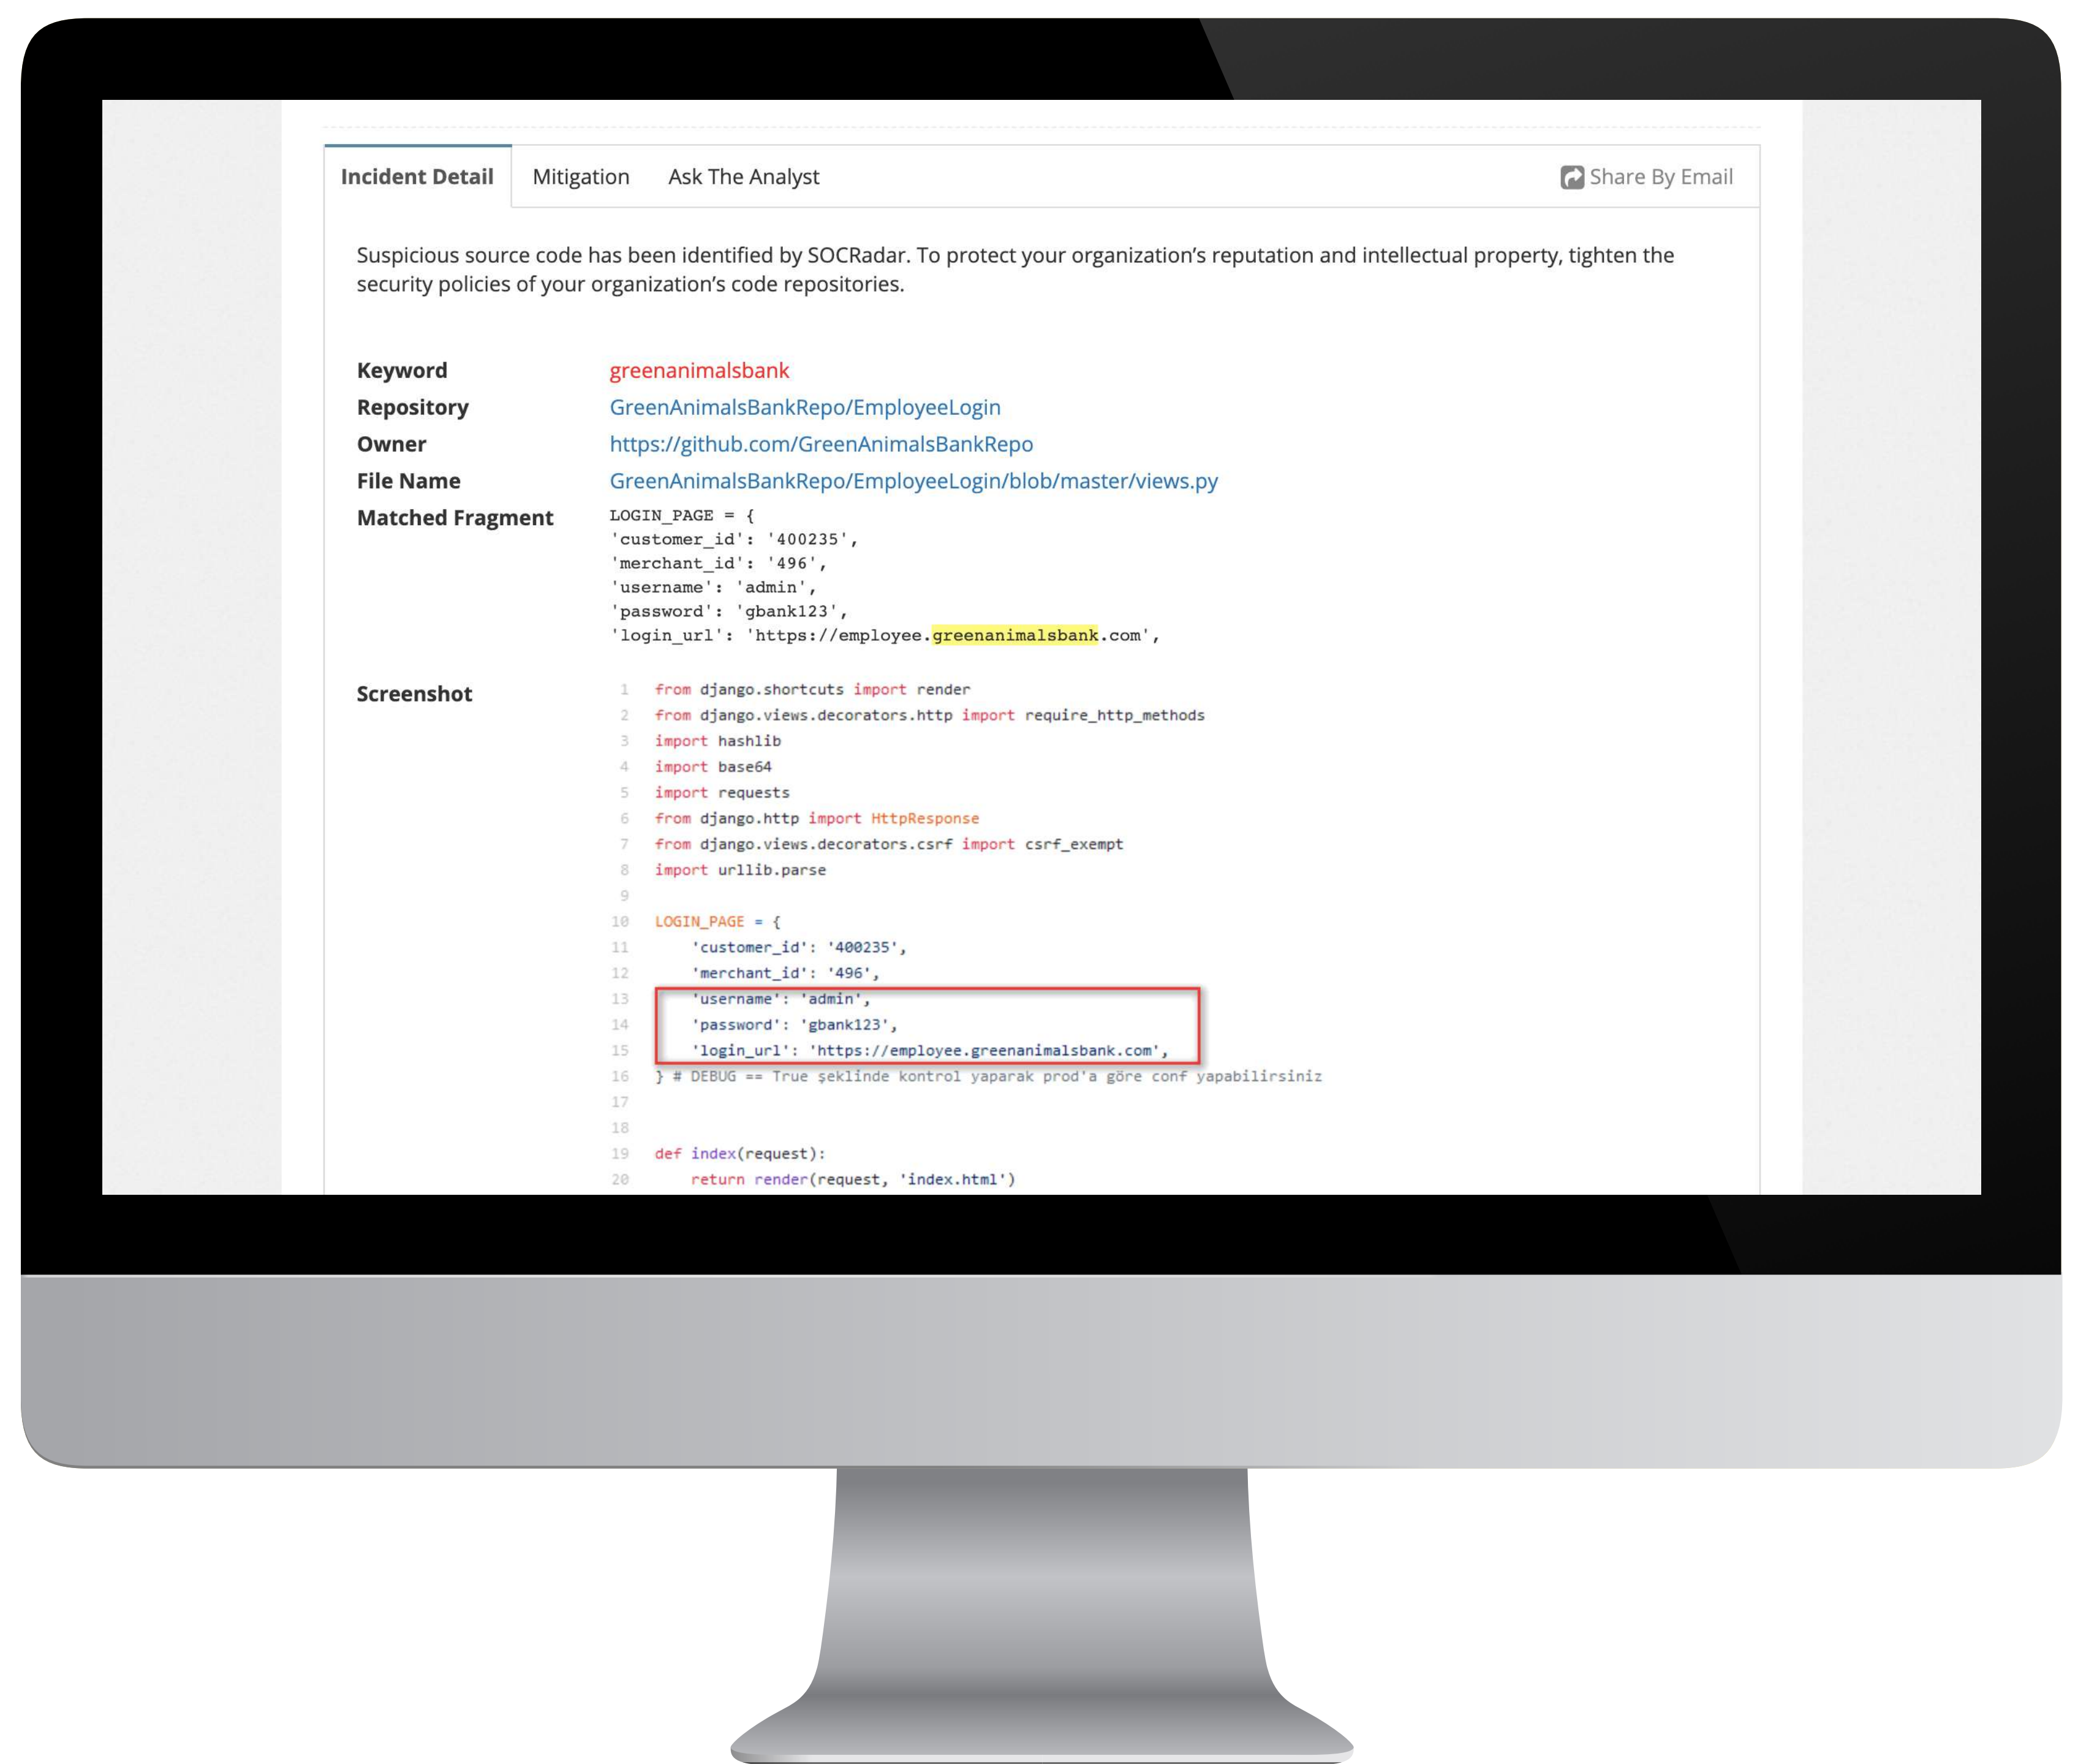 Incident Detail Mitigation Ask The Analyst Share By Email
Suspicious source code has been identified by SOCRadar. To protect your organization’s reputation and intellectual property, tighten the
security policies of your organization’s code repositories.
Keyword greenanimalsbank
Repository GreenAnimalsBankRepo/EmployeeLogin
Owner https://github.com/GreenAnimalsBankRepo
File Name GreenAnimalsBankRepo/EmployeeLogin/blob/master/views.py
Matched Fragment LOGIN_PAGE = {
'customer_id': '400235',
'merchant_id': '496',
'username': 'admin',
'password': 'gbank123',
'login_url': 'https://employee.greenanimalsbank.com',
Screenshot
1 from django.shortcuts import render
2 from django.views.decorators.http import require_http_methods
3 import hashlib
4 import base64
5 import requests
6 from django.http import HttpResponse
7 from django.views.decorators.csrf import csrf_exempt
8 import urllib.parse
9
10 LOGIN_PAGE = {
11 'customer_id': '400235',
12 'merchant_id': '496',
13 'username': 'admin',
14 'password': 'gbank123',
15 'login_url': 'https://employee.greenanimalsbank.com',
16 } # DEBUG == True şeklinde kontrol yaparak prod'a göre conf yapabilirsiniz
17
18
19 def index(request):
20 return render(request, 'index.html')